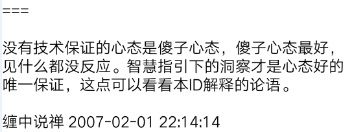 ===
没有技术保证的心态是傻子心态，傻子心态最好，
见什么都没反应。智慧指引下的洞察才是心态好的
唯一保证，这点可以看看本ID解释的论语。
缠中说禅 2007-02-01 22:14:14